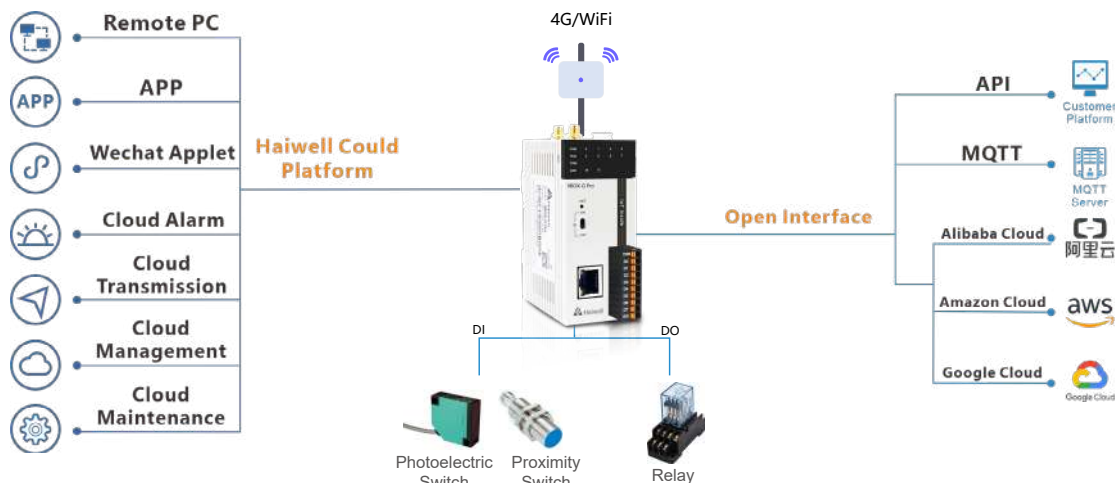 4G/WiFi
Remote PC
APP
APP
Wechat Applet
Cloud Alarm
Cloud
Transmission
Cloud
Management
Cloud
Maintenance
Haiwell Could
Platform
Haiwell
DI
DO
Photoelectric
Switch
Proximity
Switch
Relay
Open Interface
API
Customer
Platform
MQTT
MQTT
Server
Alibaba Cloud
阿里云
Amazon Cloud
aws
Google Cloud
Google Cloud